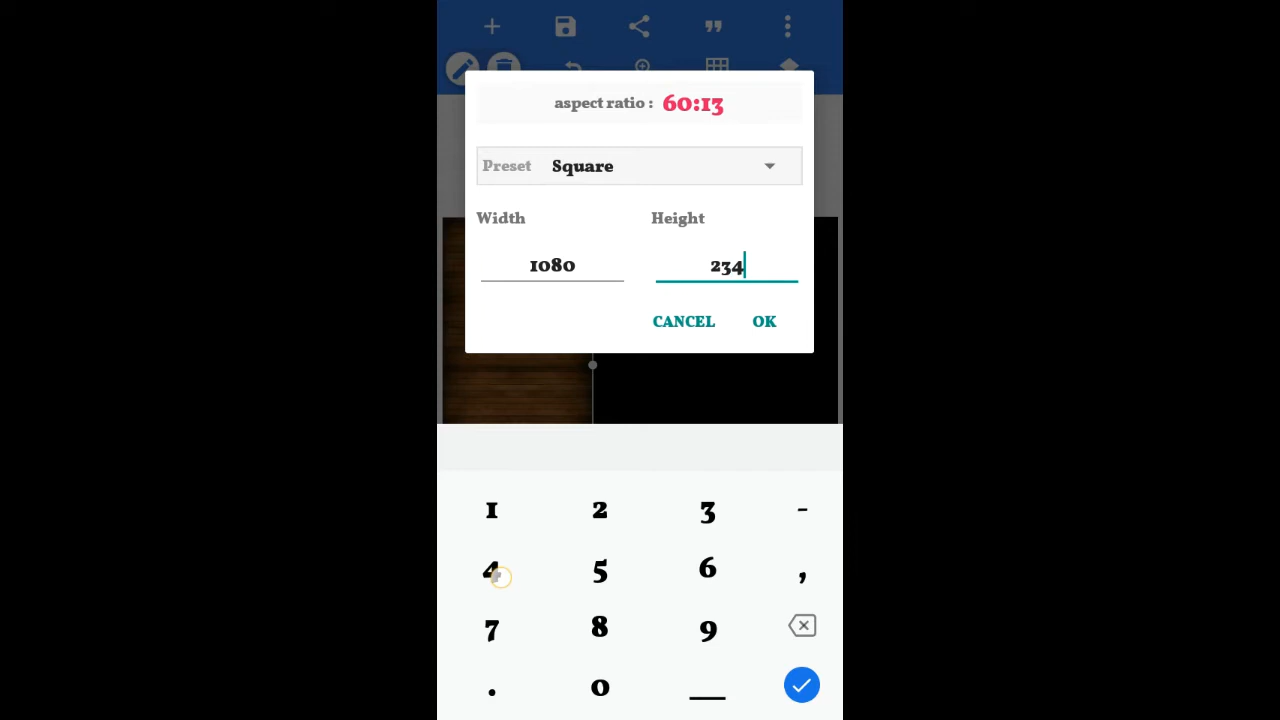 aspect ratio : 60:13
Preset Square
Width Height
1080 234
CANCEL OK
1 2 3 -
4 5 6 ,
7 8 9
. 0